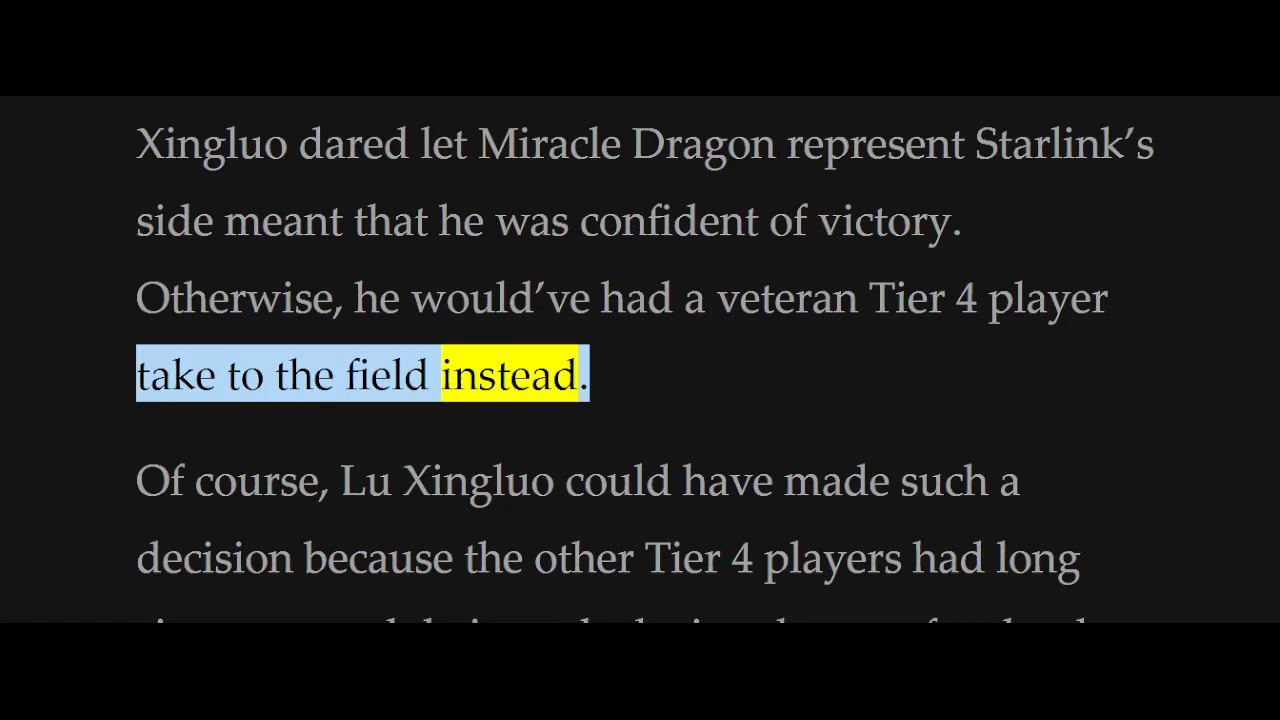 Xingluo dared let Miracle Dragon represent Starlink’s
side meant that he was confident of victory.
Otherwise, he would’ve had a veteran Tier 4 player
take to the field instead.
Of course, Lu Xingluo could have made such a
decision because the other Tier 4 players had long